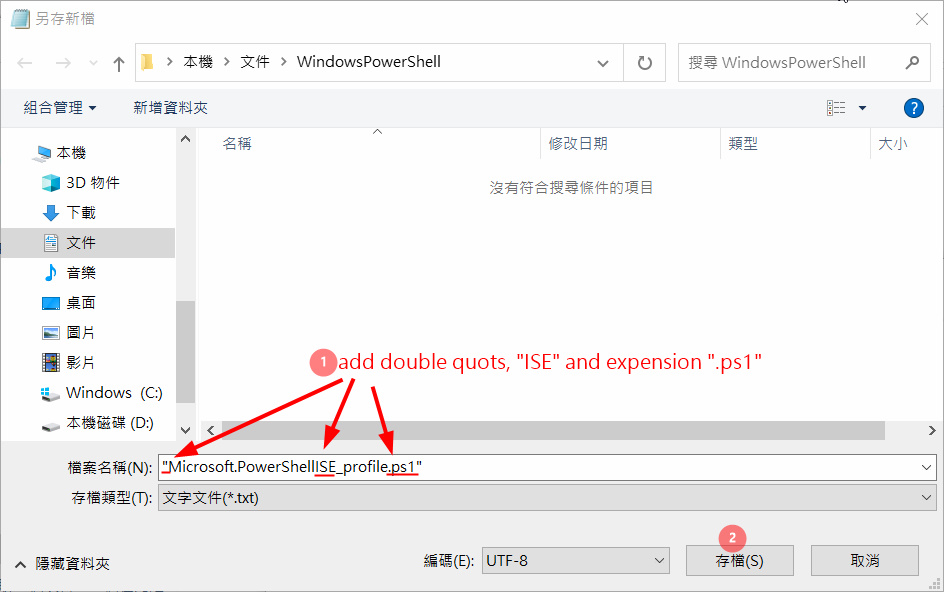 另存新檔
本機 文件 WindowsPowerShell
搜尋 WindowsPowerShell
組合管理 新增資料夾
?
名稱 修改日期 類型 大小
沒有符合搜尋條件的項目
本機
3D 物件
下載
文件
音樂
桌面
圖片
影片
Windows (C:)
本機磁碟 (D:)
1 add double quots, "ISE" and expension ".ps1"
檔案名稱(N): "Microsoft.PowerShellISE_profile.ps1"
存檔類型(T): 文字文件(*.txt)
2
隱藏資料夾 編碼(E): UTF-8 存檔(S) 取消